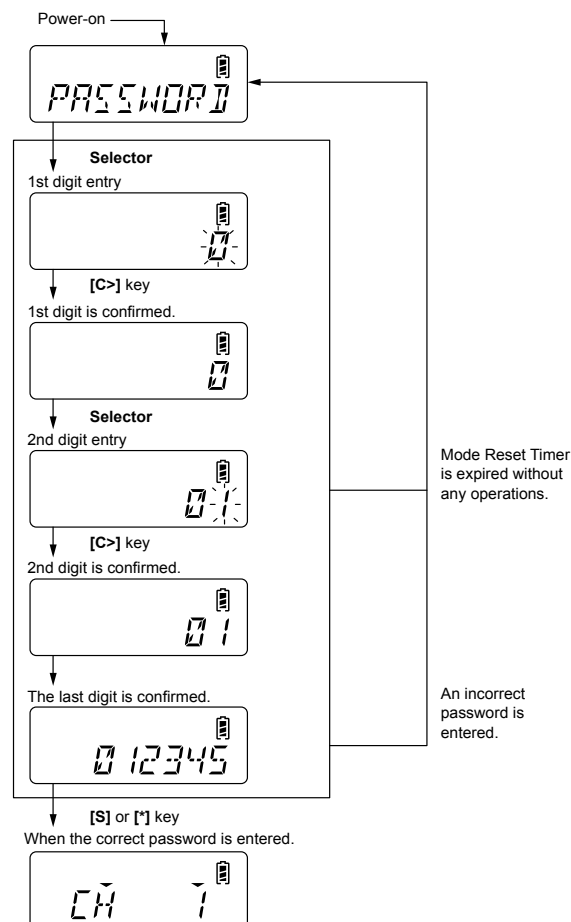 Power-on
PASSWORD
Selector
1st digit entry
0
[C>] key
1st digit is confirmed.
0
Selector
2nd digit entry
01
[C>] key
2nd digit is confirmed.
01
The last digit is confirmed.
012345
[S] or [*] key
When the correct password is entered.
CH 1
Mode Reset Timer
is expired without
any operations.
An incorrect
password is
entered.